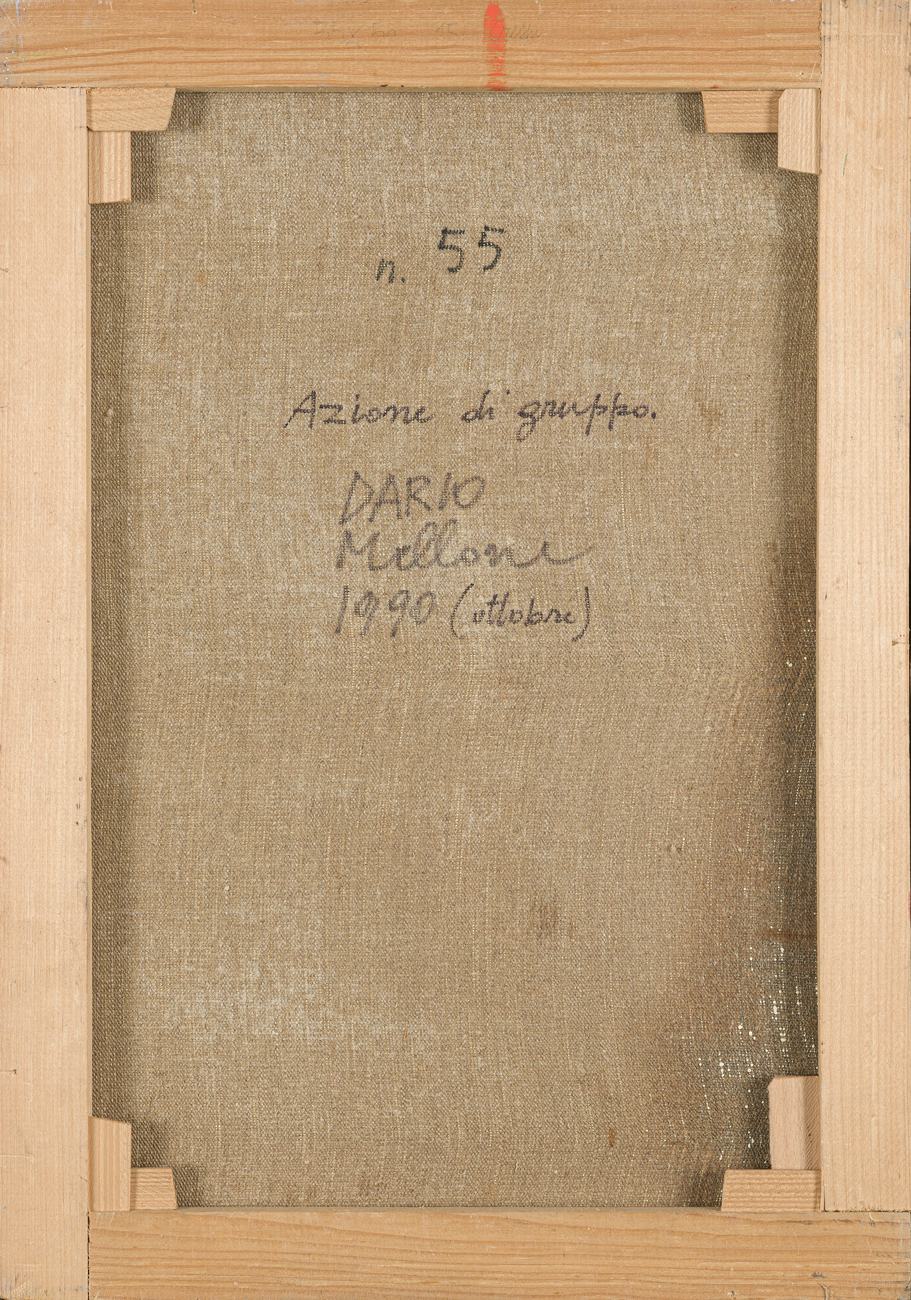 n. 55
Azione di gruppo.
DARIO
Mellone
1990 (ottobre)